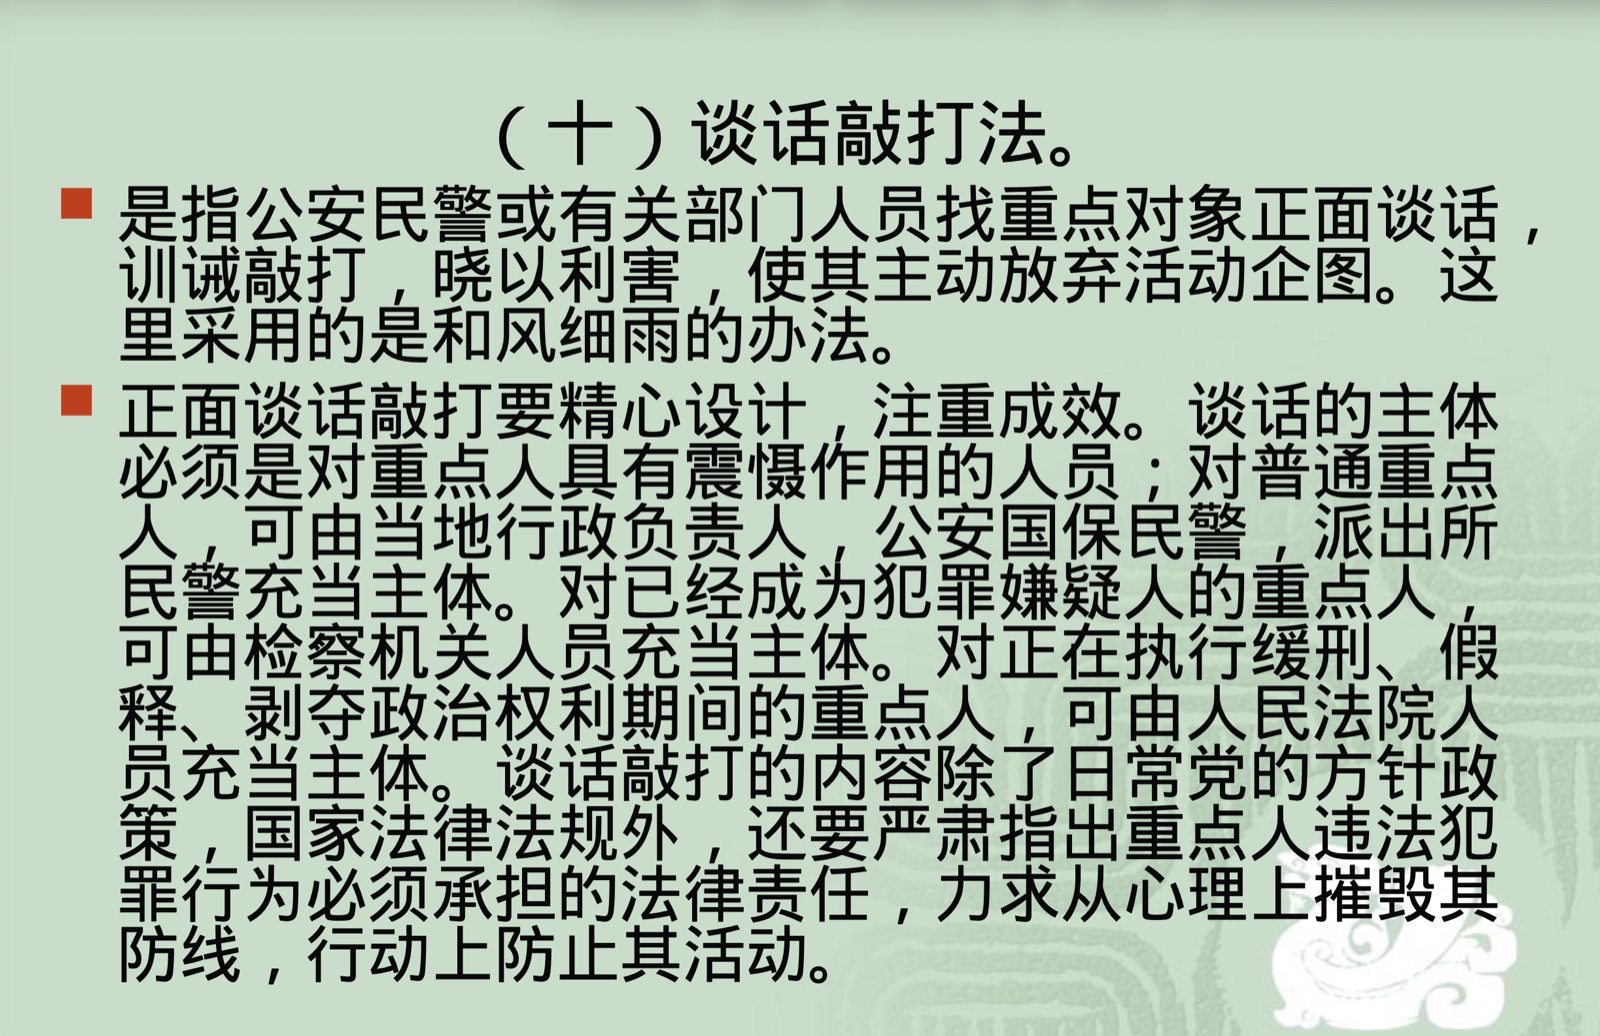 （十）谈话敲打法。
是指公安民警或有关部门人员找重点对象正面谈话，
训诫敲打，晓以利害，使其主动放弃活动企图。这
里采用的是和风细雨的办法。
正面谈话敲打要精心设计，注重成效。谈话的主体
必须是对重点人具有震慑作用的人员；对普通重点
人，可由当地行政负责人，公安国保民警，派出所
民警充当主体。对已经成为犯罪嫌疑人的重点人，
可由检察机关人员充当主体。对正在执行缓刑、假
释、剥夺政治权利期间的重点人，可由人民法院人
员充当主体。谈话敲打的内容除了日常党的方针政
策，国家法律法规外，还要严肃指出重点人违法犯
罪行为必须承担的法律责任，力求从心理上摧毁其
防线，行动上防止其活动。